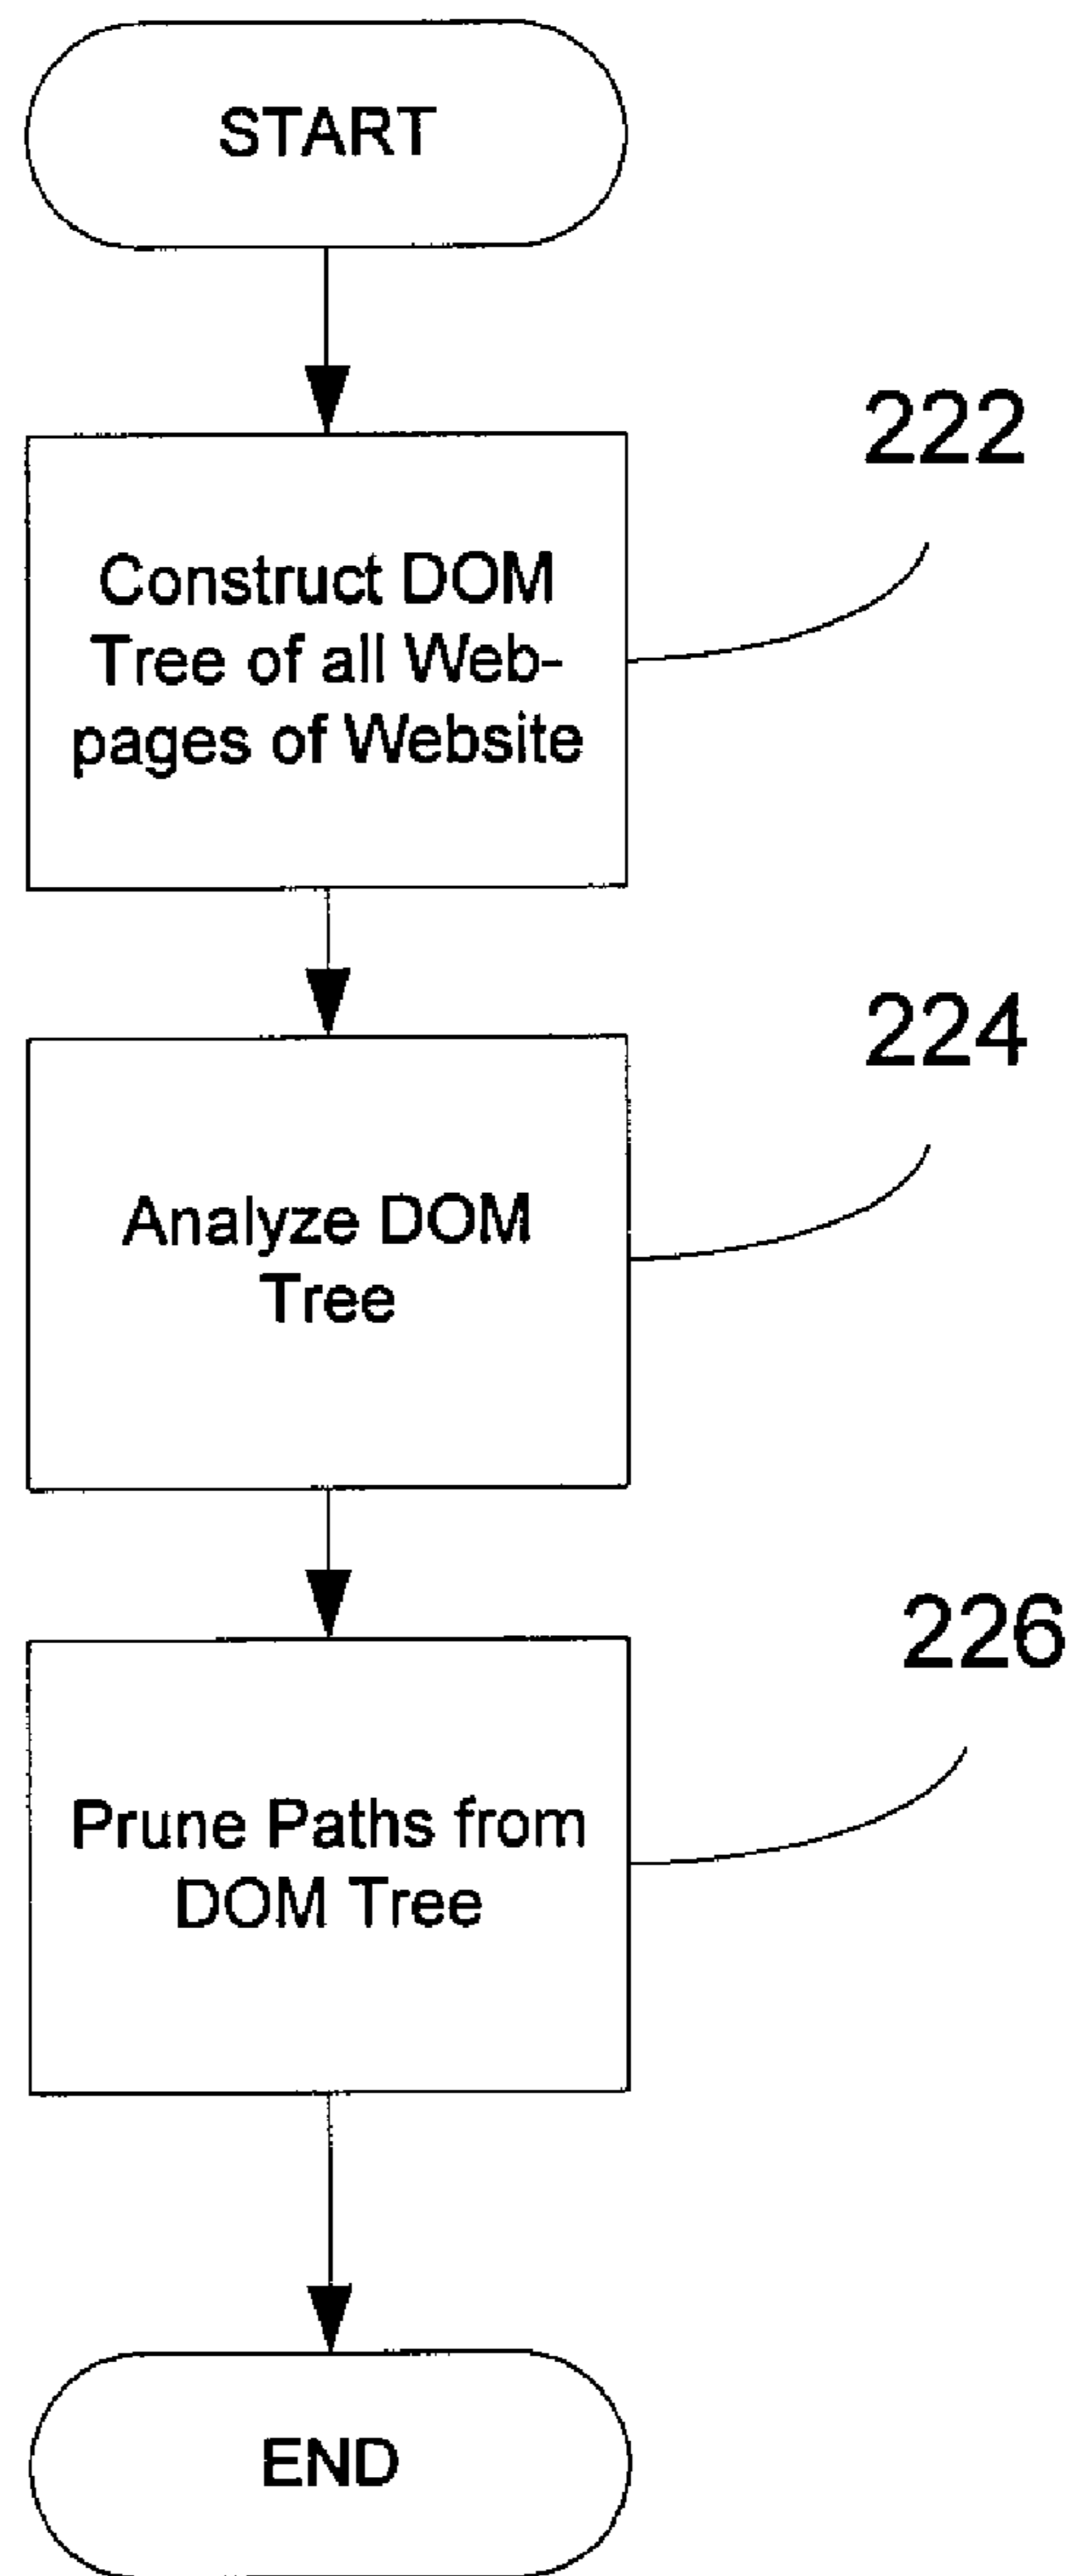 START
222
Construct DOM
Tree of all Web-
pages of Website
224
Analyze DOM
Tree
226
Prune Paths from
DOM Tree
END